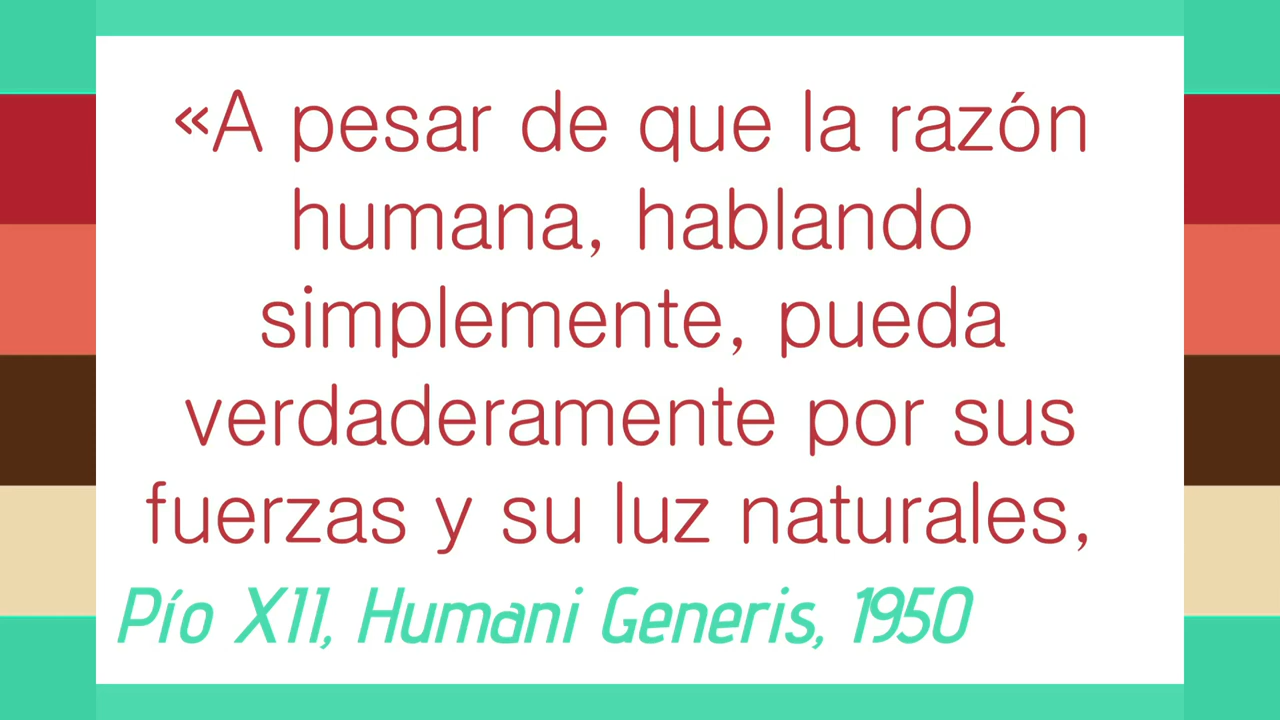 «A pesar de que la razón
humana, hablando
simplemente, pueda
verdaderamente por sus
fuerzas y su luz naturales,
Pío XII, Humani Generis, 1950